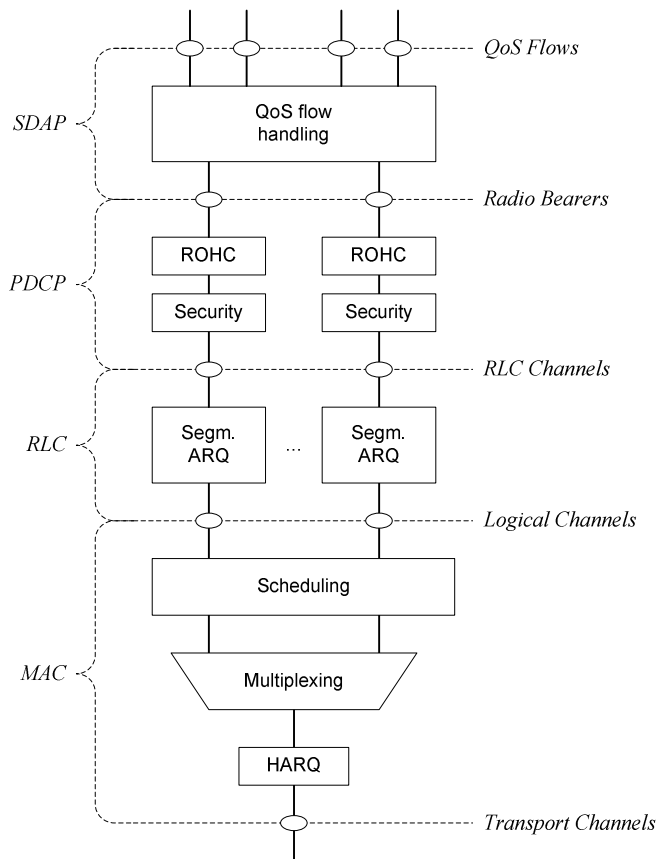 QoS Flows
QoS flow
handling
SDAP
Radio Bearers
ROHC
ROHC
PDCP
Security
Security
RLC Channels
Segm.
ARQ
...
Segm.
ARQ
RLC
Logical Channels
Scheduling
MAC
Multiplexing
HARQ
Transport Channels